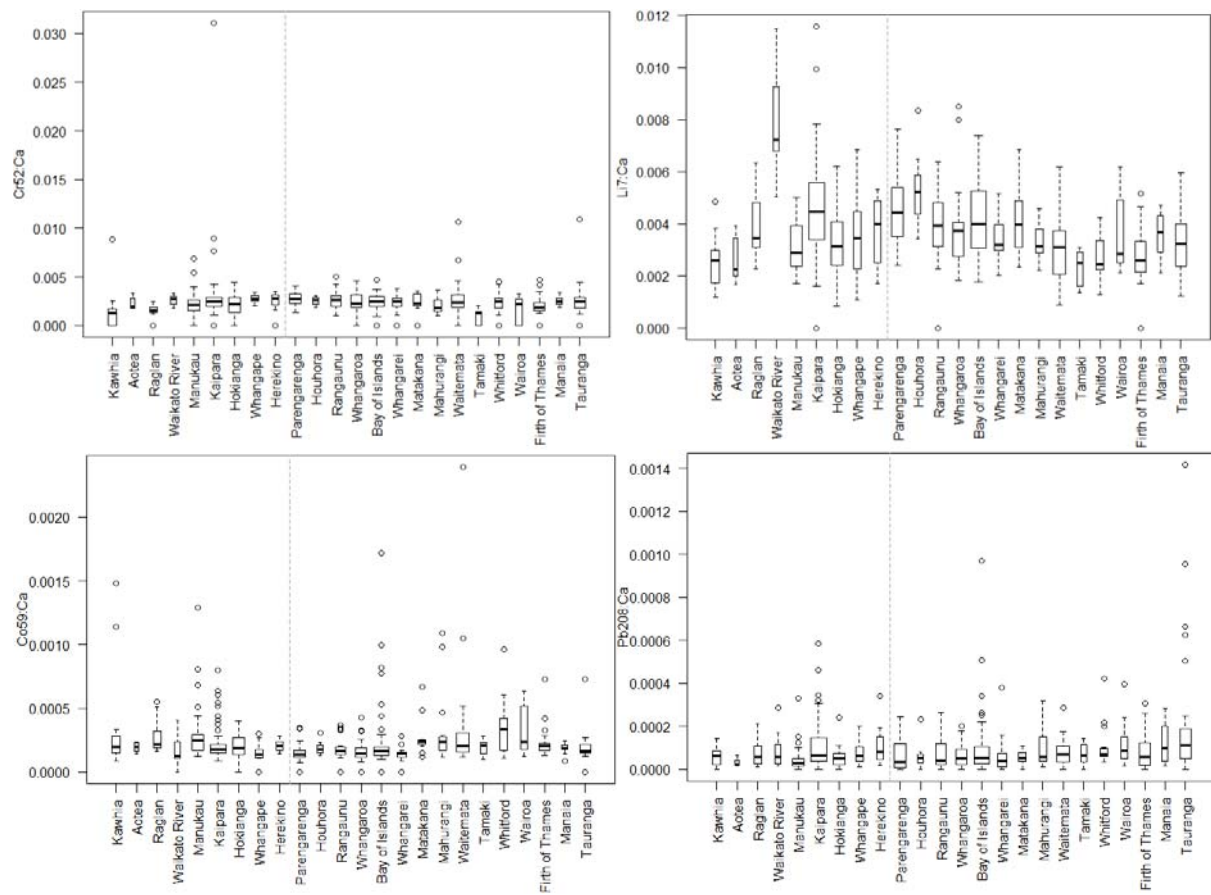 Cr52:Ca
0.030
0.025
0.020
0.015
0.010
0.005
0.000
Kawhia
Aotea
Raglan
Waikato River
Manukau
Kaipara
Hokianga
Whangape
Herekino
Parengarenga
Houhora
Rangaunu
Whangaroa
Bay of Islands
Whangarei
Matakana
Mahurangi
Waitemata
Tamaki
Whitford
Wairoa
Firth of Thames
Manaia
Tauranga
Li7:Ca
0.012
0.010
0.008
0.006
0.004
0.002
0.000
Kawhia
Aotea
Raglan
Waikato River
Manukau
Kaipara
Hokianga
Whangape
Herekino
Parengarenga
Houhora
Rangaunu
Whangaroa
Bay of Islands
Whangarei
Matakana
Mahurangi
Waitemata
Tamaki
Whitford
Wairoa
Firth of Thames
Manaia
Tauranga
Co59:Ca
0.0020
0.0015
0.0010
0.0005
0.0000
Kawhia
Aotea
Raglan
Waikato River
Manukau
Kaipara
Hokianga
Whangape
Herekino
Parengarenga
Houhora
Rangaunu
Whangaroa
Bay of Islands
Whangarei
Matakana
Mahurangi
Waitemata
Tamaki
Whitford
Wairoa
Firth of Thames
Manaia
Tauranga
Pb208:Ca
0.0014
0.0012
0.0010
0.0008
0.0006
0.0004
0.0002
0.0000
Kawhia
Aotea
Raglan
Waikato River
Manukau
Kaipara
Hokianga
Whangape
Herekino
Parengarenga
Houhora
Rangaunu
Whangaroa
Bay of Islands
Whangarei
Matakana
Mahurangi
Waitemata
Tamaki
Whitford
Wairoa
Firth of Thames
Manaia
Tauranga